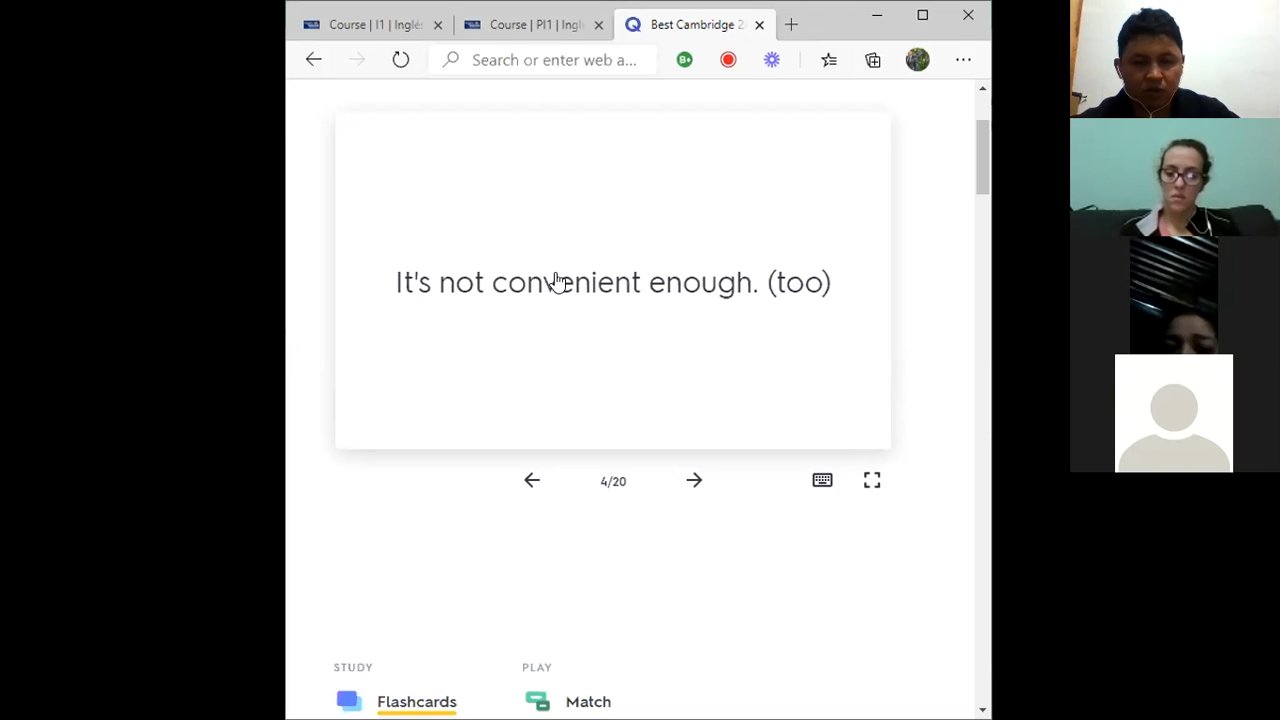 Course | I1 | Inglés
Course | PI1 | Ingl
Best Cambridge 2
Search or enter web a...
It's not convenient enough. (too)
4/20
STUDY
PLAY
Flashcards
Match